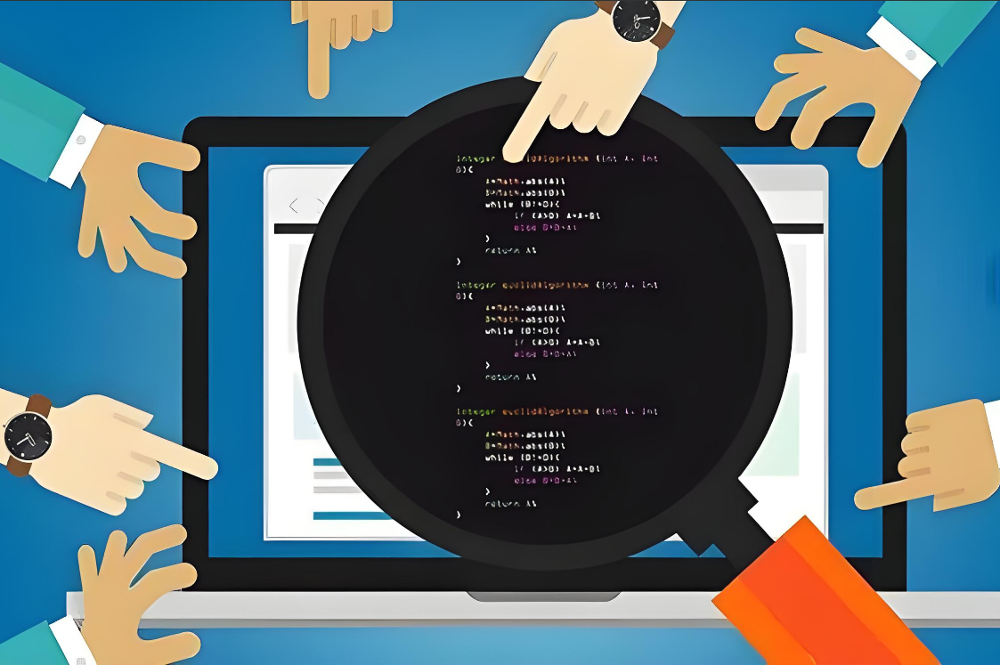 Integer Algorithm (int A, int
B){
A=Math.abs(A);
B=Math.abs(B);
while (B!=0){
if (A>B) A=A-B;
else B=B-A;
}
return A;
}
Integer euclidAlgorithm (int A, int
B){
A=Math.abs(A);
B=Math.abs(B);
while (B!=0){
if (A>B) A=A-B;
else B=B-A;
}
return A;
}
Integer euclidAlgorithm (int A, int
B){
A=Math.abs(A);
B=Math.abs(B);
while (B!=0){
if (A>B) A=A-B;
else B=B-A;
}
return A;
}